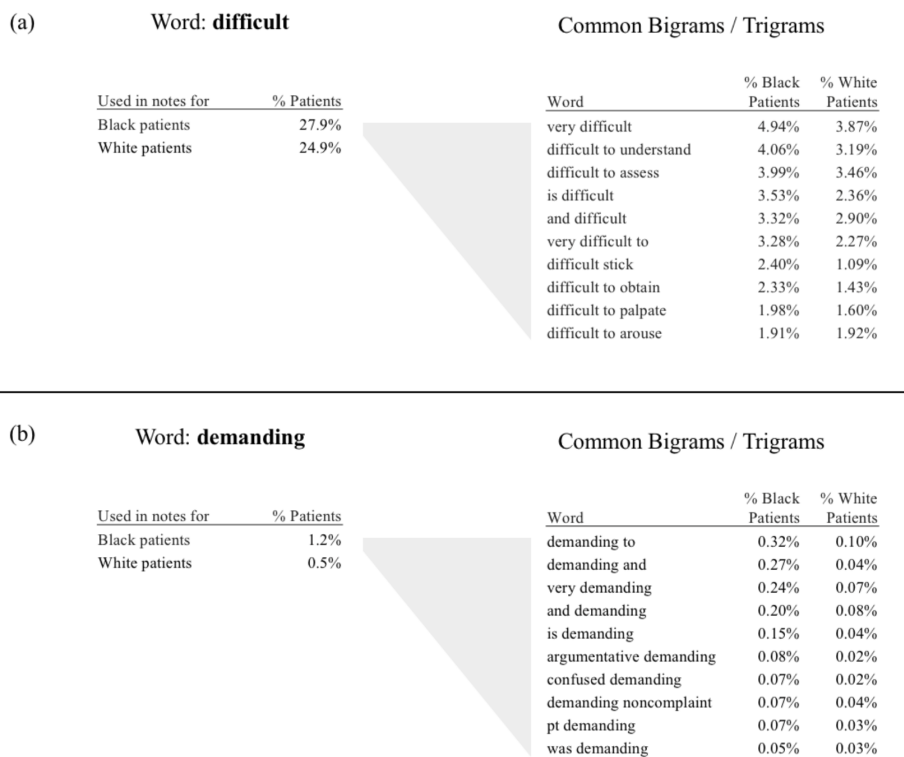 (a)
Word: difficult
Common Bigrams / Trigrams
Used in notes for % Patients
Black patients 27.9%
White patients 24.9%
% Black % White
Word Patients Patients
very difficult 4.94% 3.87%
difficult to understand 4.06% 3.19%
difficult to assess 3.99% 3.46%
is difficult 3.53% 2.36%
and difficult 3.32% 2.90%
very difficult to 3.28% 2.27%
difficult stick 2.40% 1.09%
difficult to obtain 2.33% 1.43%
difficult to palpate 1.98% 1.60%
difficult to arouse 1.91% 1.92%
(b)
Word: demanding
Common Bigrams / Trigrams
Used in notes for % Patients
Black patients 1.2%
White patients 0.5%
% Black % White
Word Patients Patients
demanding to 0.32% 0.10%
demanding and 0.27% 0.04%
very demanding 0.24% 0.07%
and demanding 0.20% 0.08%
is demanding 0.15% 0.04%
argumentative demanding 0.08% 0.02%
confused demanding 0.07% 0.02%
demanding noncomplaint 0.07% 0.04%
pt demanding 0.07% 0.03%
was demanding 0.05% 0.03%